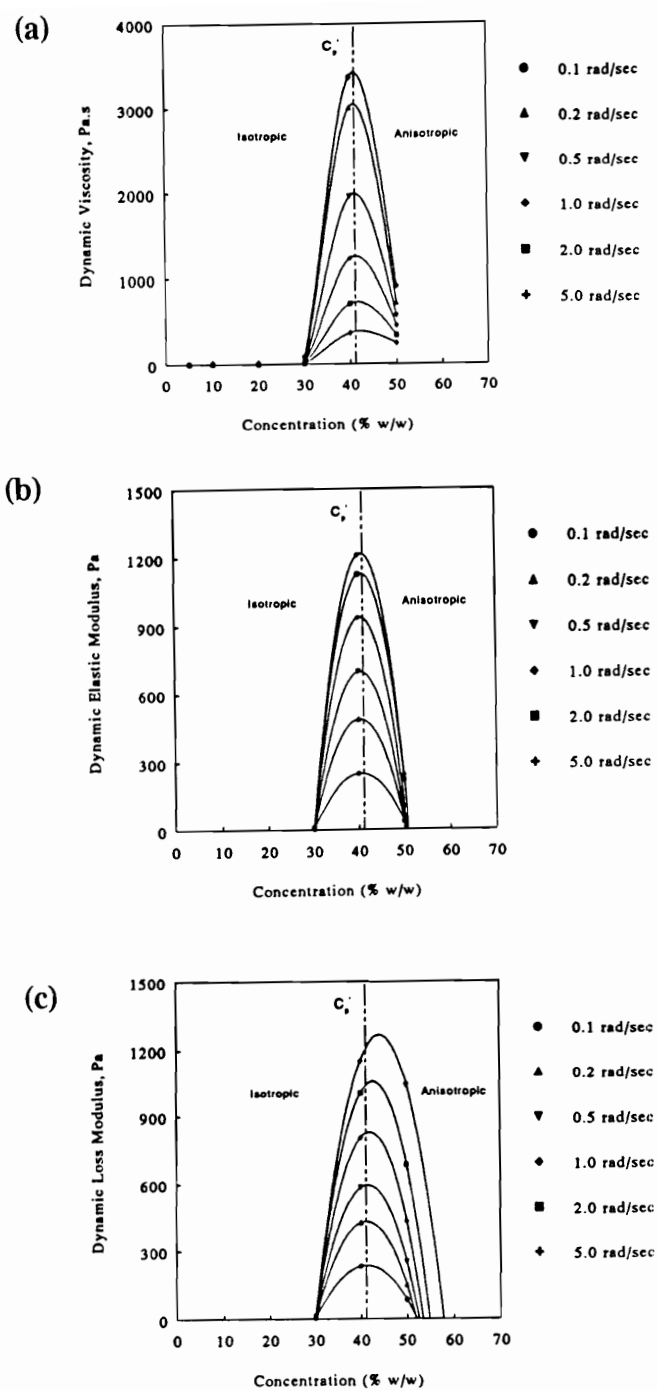 (a)
4000
3000
2000
1000
0
Dynamic Viscosity, Pa.s
Isotropic
Anisotropic
0 10 20 30 40 50 60 70
Concentration (% w/w)
0.1 rad/sec
0.2 rad/sec
0.5 rad/sec
1.0 rad/sec
2.0 rad/sec
5.0 rad/sec
(b)
1500
1200
900
600
300
0
Dynamic Elastic Modulus, Pa
Isotropic
Anisotropic
0 10 20 30 40 50 60 70
Concentration (% w/w)
0.1 rad/sec
0.2 rad/sec
0.5 rad/sec
1.0 rad/sec
2.0 rad/sec
5.0 rad/sec
(c)
1500
1200
900
600
300
0
Dynamic Loss Modulus, Pa
Isotropic
Anisotropic
0 10 20 30 40 50 60 70
Concentration (% w/w)
0.1 rad/sec
0.2 rad/sec
0.5 rad/sec
1.0 rad/sec
2.0 rad/sec
5.0 rad/sec